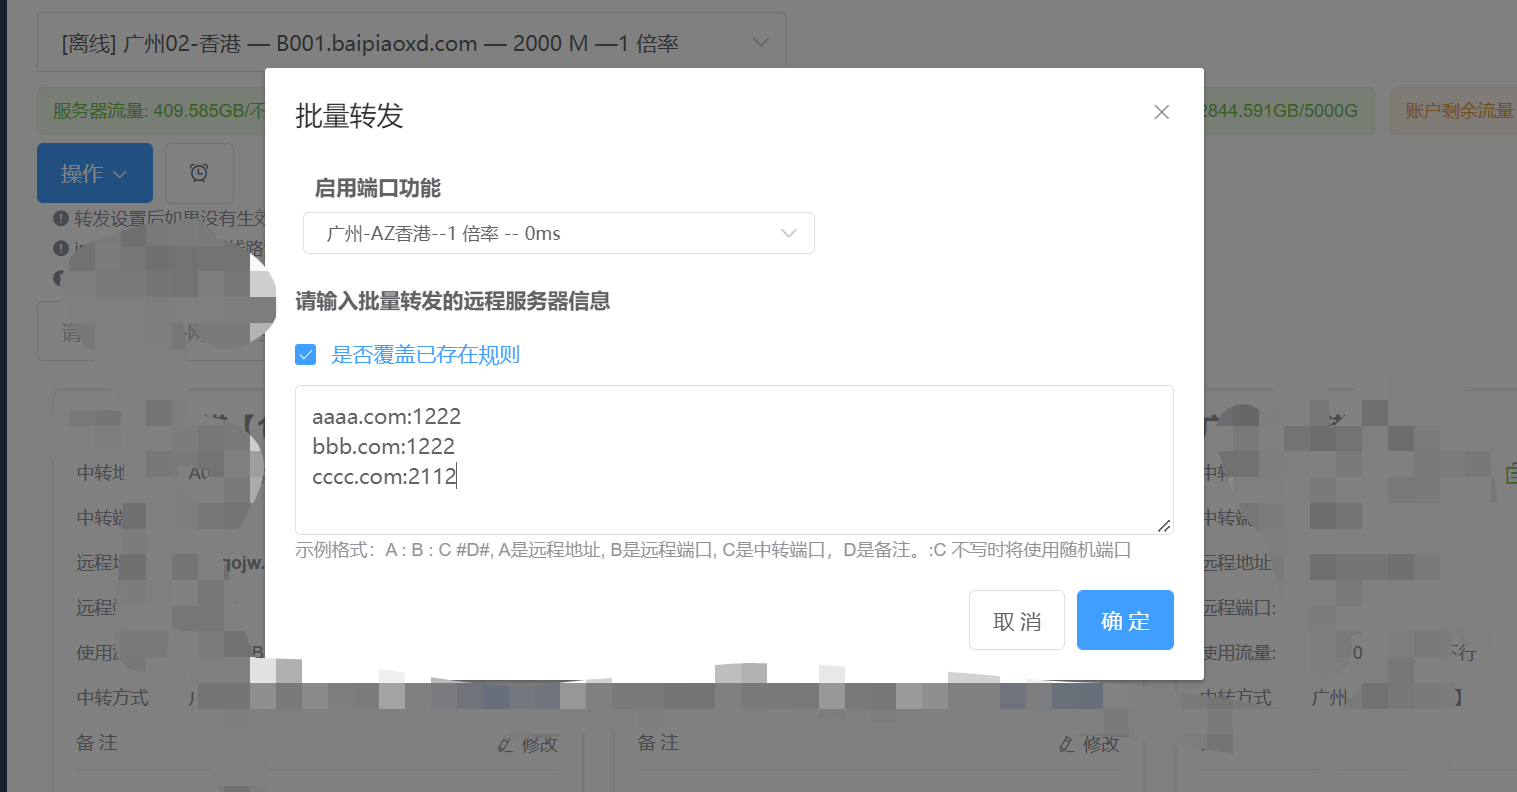 [离线] 广州02-香港 — B001.baipiaoxd.com — 2000 M —1 倍率
服务器流量: 409.585GB/不
2844.591GB/5000G
账户剩余流量
操作
转发设置后如果没有生效
批量转发
启用端口功能
广州-AZ香港--1 倍率 -- 0ms
请输入批量转发的远程服务器信息
是否覆盖已存在规则
aaaa.com:1222
bbb.com:1222
cccc.com:2112
示例格式：A : B : C #D#, A是远程地址, B是远程端口, C是中转端口，D是备注。:C 不写时将使用随机端口
取 消
确 定
中转
中转
远程
远程
使用
中转方式
备 注
修改
备 注
修改
中转
中转
远程地址
远程端口:
使用流量:
0
下行
中转方式
广州
】